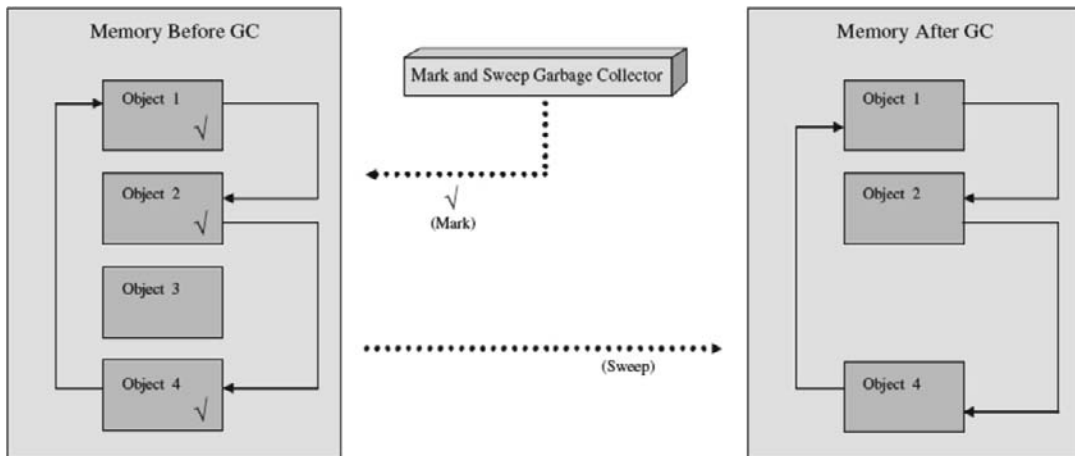 Memory Before GC
Object 1
√
Object 2
√
Object 3
Object 4
√
Mark and Sweep Garbage Collector
√
(Mark)
(Sweep)
Memory After GC
Object 1
Object 2
Object 4